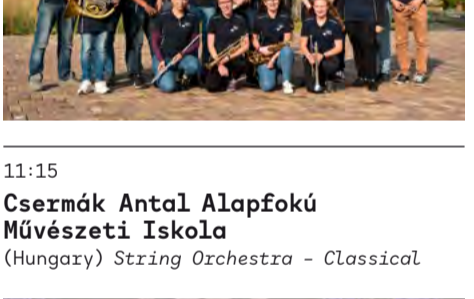 11:15
Csermák Antal Alapfokú
Művészeti Iskola
(Hungary) String Orchestra – Classical